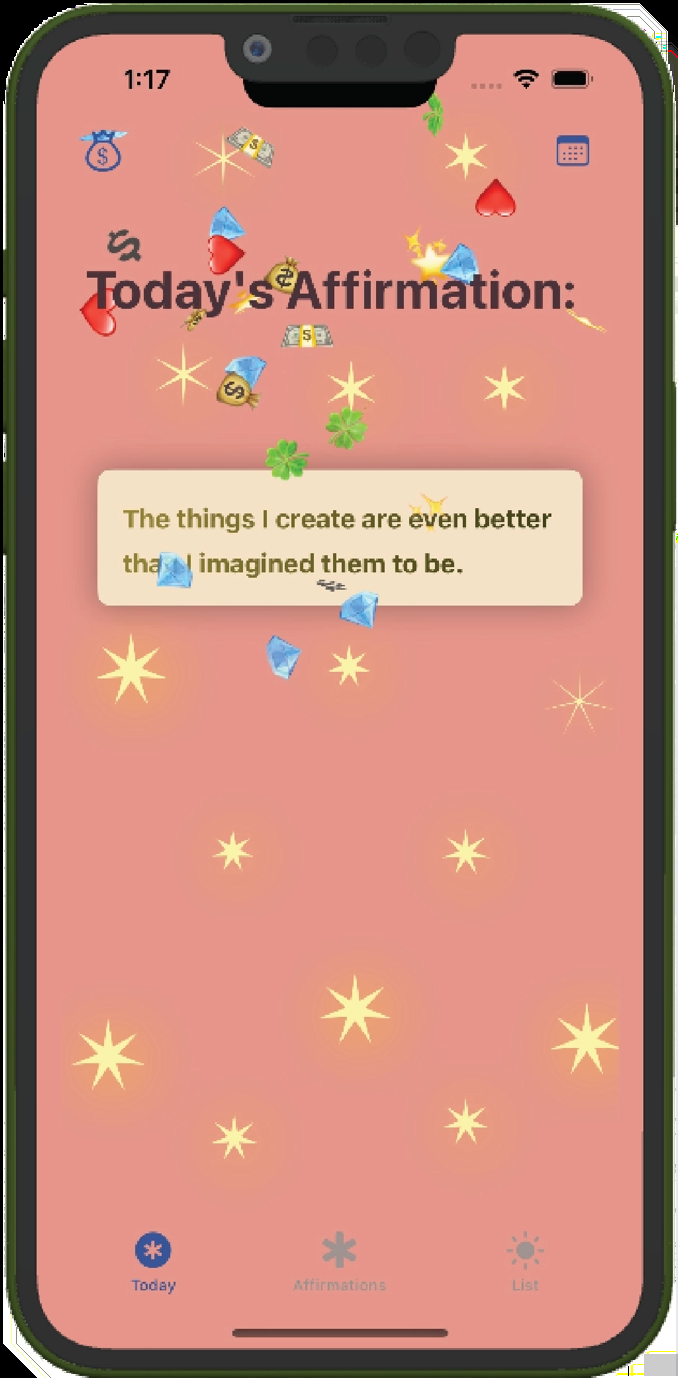 1:17
Today's Affirmation:
The things I create are even better
than I imagined them to be.
Today
Affirmations
List